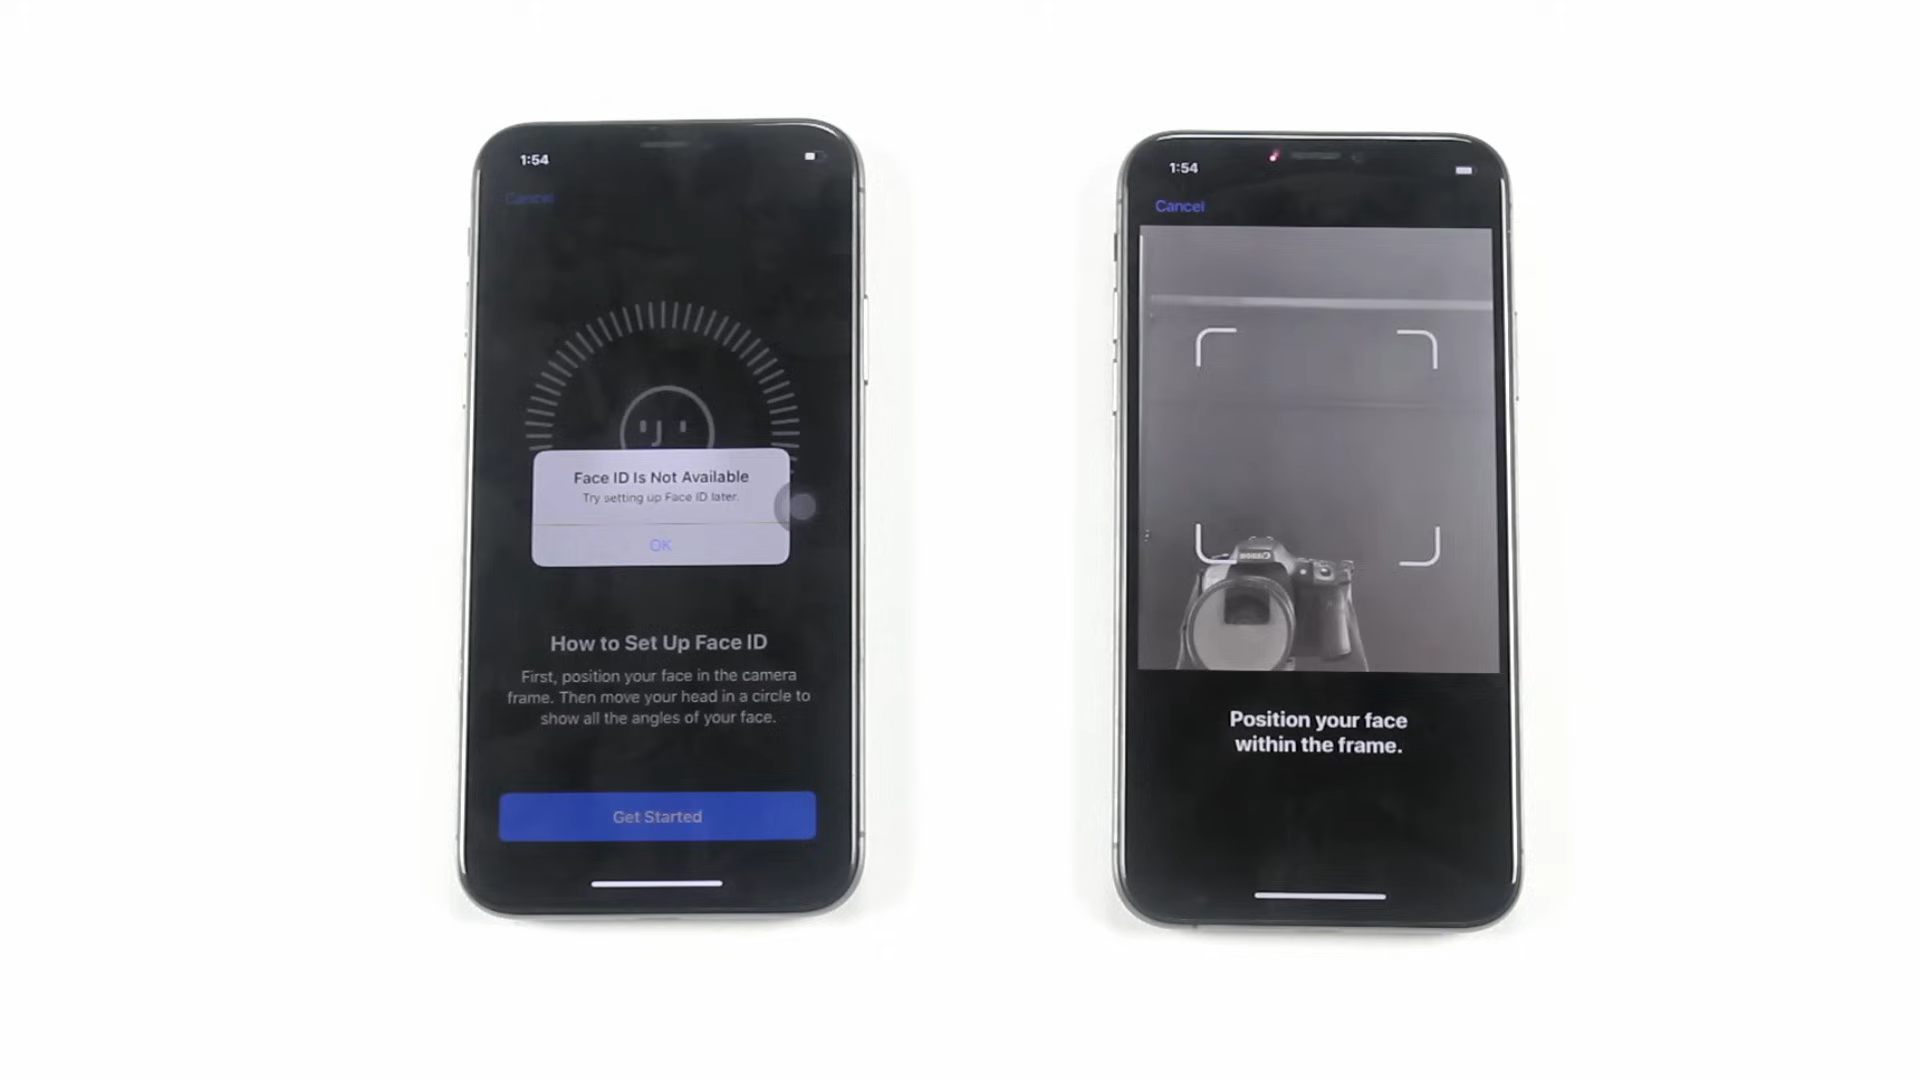 1:54
Cancel
Face ID Is Not Available
Try setting up Face ID later.
OK
How to Set Up Face ID
First, position your face in the camera
frame. Then move your head in a circle to
show all the angles of your face.
Get Started
1:54
Cancel
Canon
Position your face
within the frame.